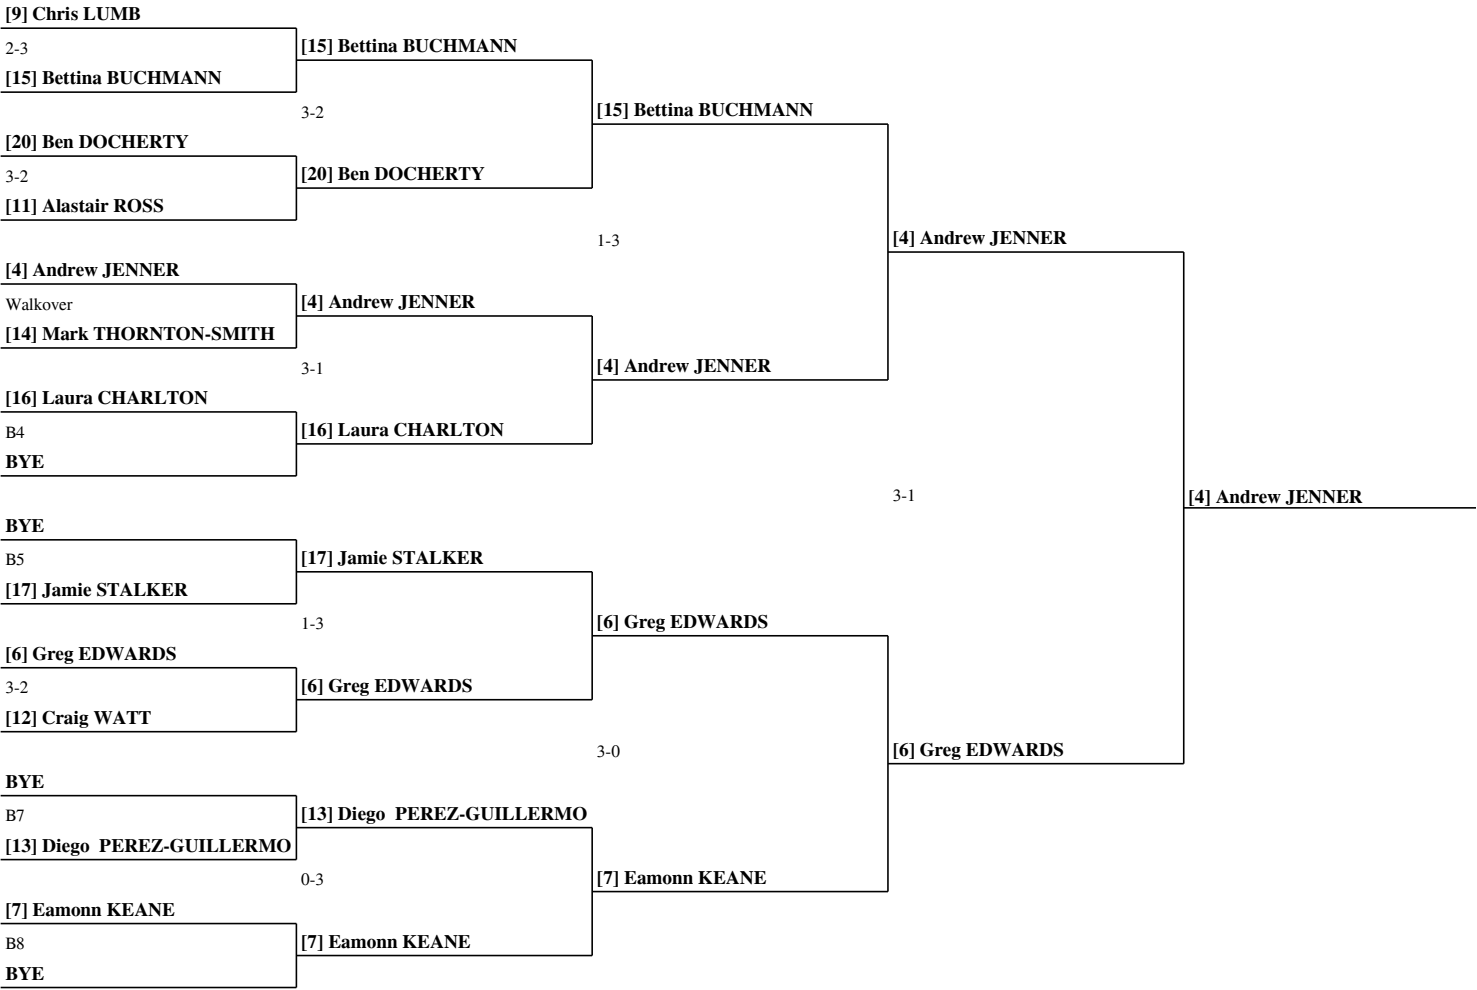 [9] Chris LUMB
2-3
[15] Bettina BUCHMANN
[20] Ben DOCHERTY
3-2
[11] Alastair ROSS
[4] Andrew JENNER
Walkover
[14] Mark THORNTON-SMITH
[16] Laura CHARLTON
B4
BYE
BYE
B5
[17] Jamie STALKER
[6] Greg EDWARDS
3-2
[12] Craig WATT
BYE
B7
[13] Diego  PEREZ-GUILLERMO
[7] Eamonn KEANE
B8
BYE
[15] Bettina BUCHMANN
3-2
[20] Ben DOCHERTY
[4] Andrew JENNER
3-1
[16] Laura CHARLTON
[17] Jamie STALKER
1-3
[6] Greg EDWARDS
[13] Diego  PEREZ-GUILLERMO
0-3
[7] Eamonn KEANE
[15] Bettina BUCHMANN
1-3
[4] Andrew JENNER
[6] Greg EDWARDS
3-0
[7] Eamonn KEANE
[4] Andrew JENNER
3-1
[6] Greg EDWARDS
[4] Andrew JENNER